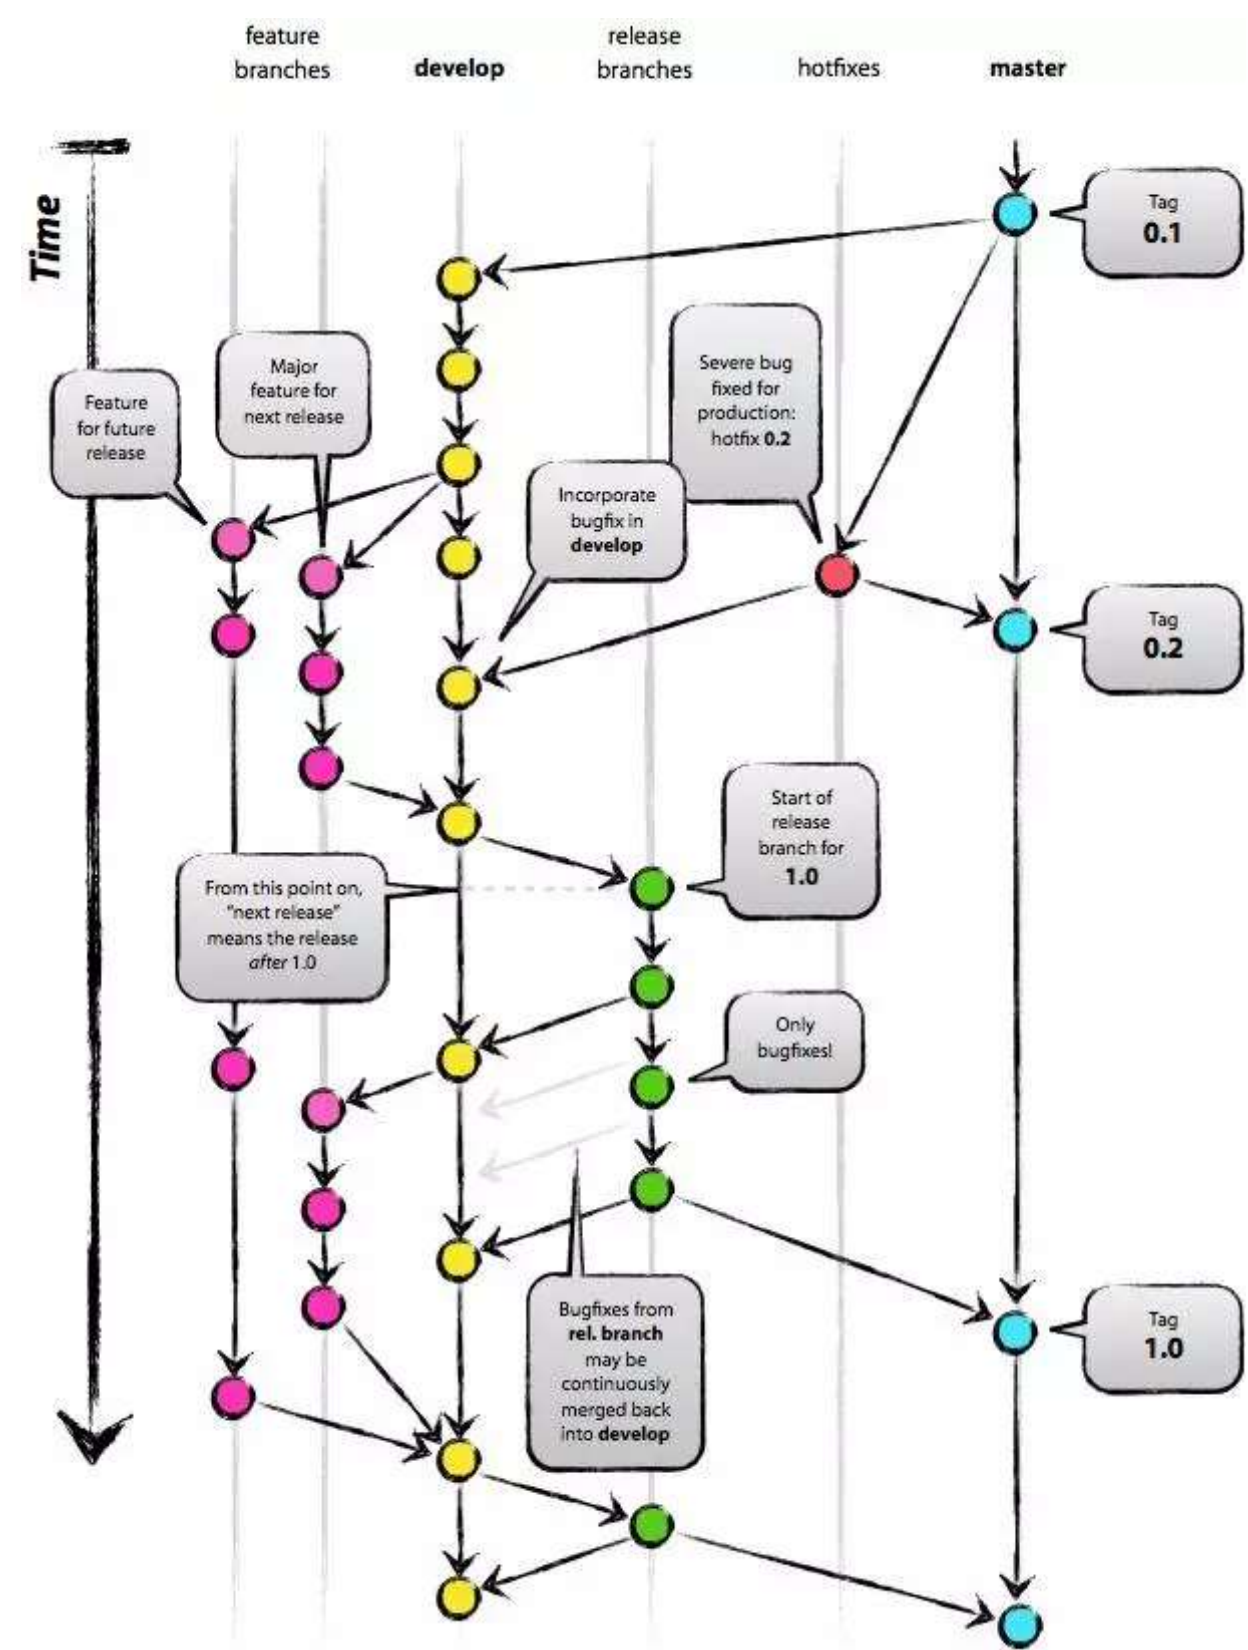 feature
branches
develop
release
branches
hotfixes
master
Time
Tag
0.1
Feature
for future
release
Major
feature for
next release
Severe bug
fixed for
production:
hotfix 0.2
Incorporate
bugfix in
develop
Tag
0.2
Start of
release
branch for
1.0
From this point on,
“next release”
means the release
after 1.0
Only
bugfixes!
Bugfixes from
rel. branch
may be
continuously
merged back
into develop
Tag
1.0